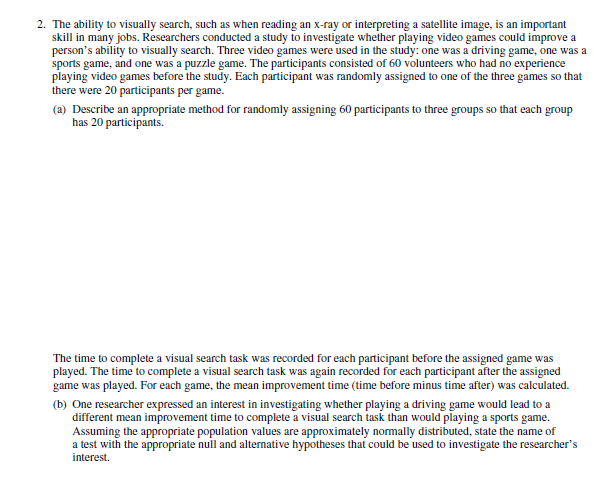 2. The ability to visually search, such as when reading an x-ray or interpreting a satellite image, is an important
skill in many jobs. Researchers conducted a study to investigate whether playing video games could improve a
person's ability to visually search. Three video games were used in the study: one was a driving game, one was a
sports game, and one was a puzzle game. The participants consisted of 60 volunteers who had no experience
playing video games before the study. Each participant was randomly assigned to one of the three games so that
there were 20 participants per game.
(a) Describe an appropriate method for randomly assigning 60 participants to three groups so that each group
has 20 participants.
The time to complete a visual search task was recorded for each participant before the assigned game was
played. The time to complete a visual search task was again recorded for each participant after the assigned
game was played. For each game, the mean improvement time (time before minus time after) was calculated.
(b) One researcher expressed an interest in investigating whether playing a driving game would lead to a
different mean improvement time to complete a visual search task than would playing a sports game.
Assuming the appropriate population values are approximately normally distributed, state the name of
a test with the appropriate null and alternative hypotheses that could be used to investigate the researcher's
interest.